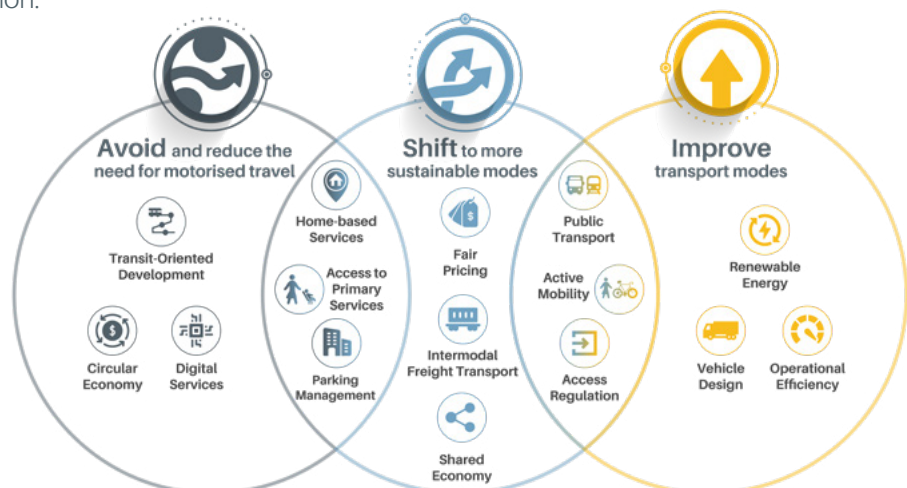 ion.
Avoid and reduce the
need for motorised travel
Shift to more
sustainable modes
Improve
transport modes
Transit-Oriented
Development
Circular
Economy
Digital
Services
Home-based
Services
Access to
Primary
Services
Parking
Management
Fair
Pricing
Intermodal
Freight Transport
Shared
Economy
Public
Transport
Active
Mobility
Access
Regulation
Renewable
Energy
Vehicle
Design
Operational
Efficiency